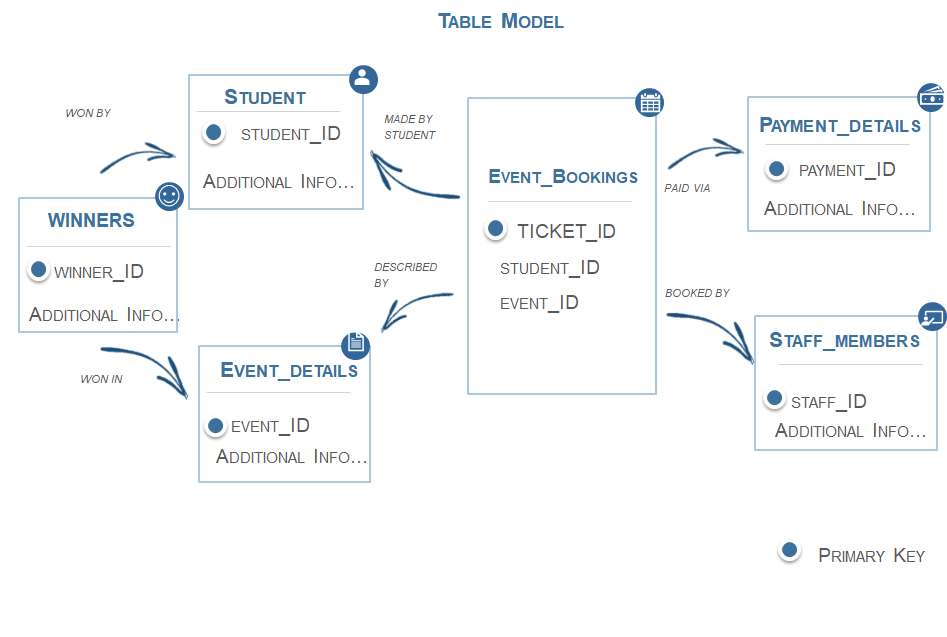 TABLE MODEL
WON BY
STUDENT
STUDENT_ID
ADDITIONAL INFO...
MADE BY
STUDENT
EVENT_BOOKINGS
TICKET_ID
STUDENT_ID
EVENT_ID
PAID VIA
PAYMENT_DETAILS
PAYMENT_ID
ADDITIONAL INFO...
WINNERS
WINNER_ID
ADDITIONAL INFO...
WON IN
DESCRIBED
BY
EVENT_DETAILS
EVENT_ID
ADDITIONAL INFO...
BOOKED BY
STAFF_MEMBERS
STAFF_ID
ADDITIONAL INFO...
PRIMARY KEY